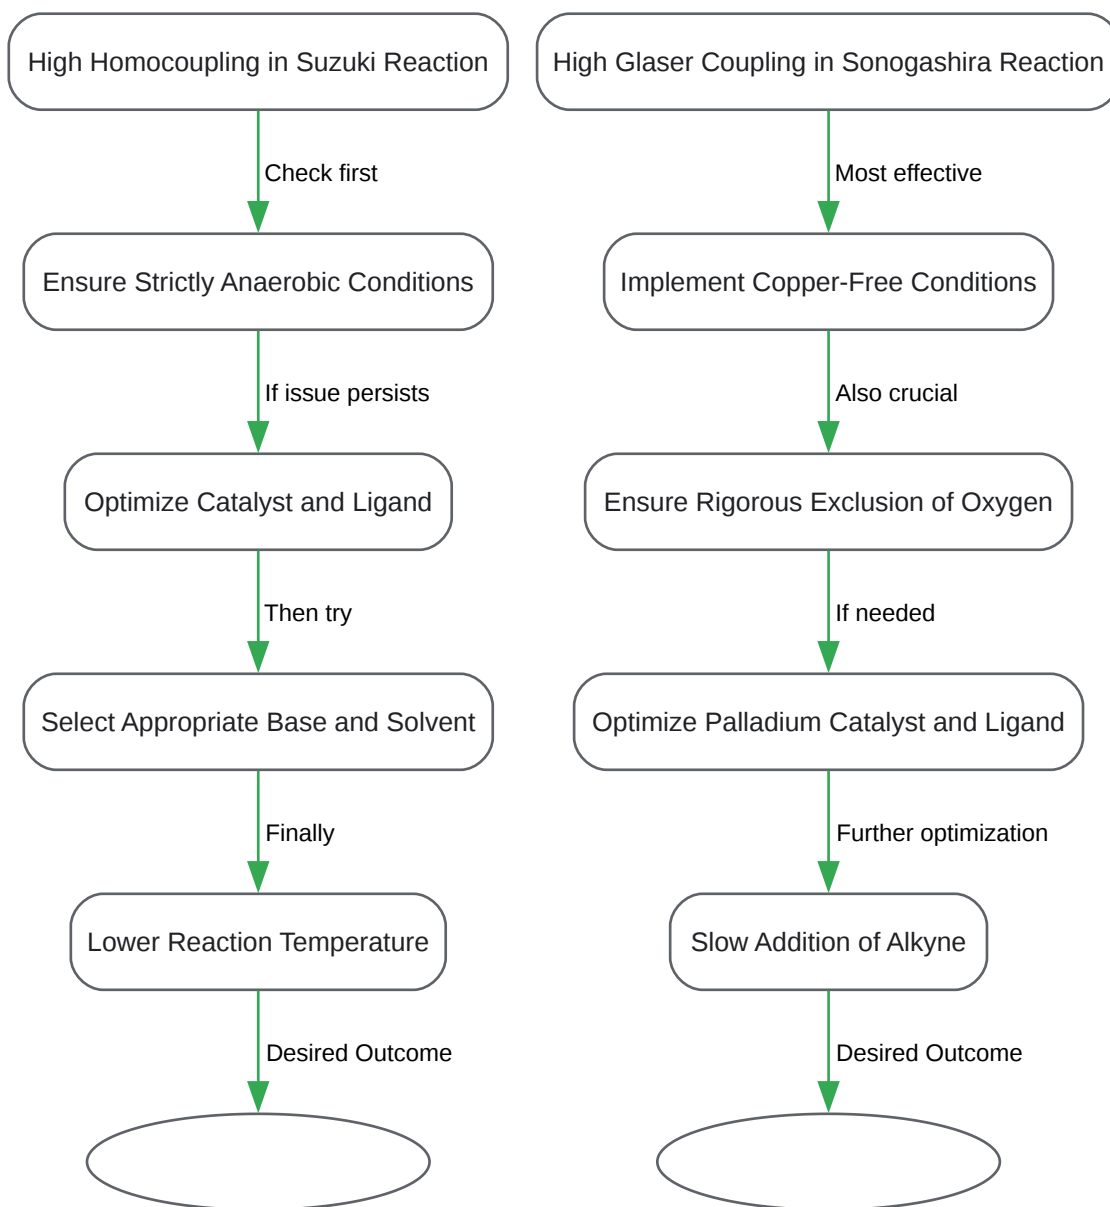 High Homocoupling in Suzuki Reaction
Check first
Ensure Strictly Anaerobic Conditions
If issue persists
Optimize Catalyst and Ligand
Then try
Select Appropriate Base and Solvent
Finally
Lower Reaction Temperature
Desired Outcome
High Glaser Coupling in Sonogashira Reaction
Most effective
Implement Copper-Free Conditions
Also crucial
Ensure Rigorous Exclusion of Oxygen
If needed
Optimize Palladium Catalyst and Ligand
Further optimization
Slow Addition of Alkyne
Desired Outcome